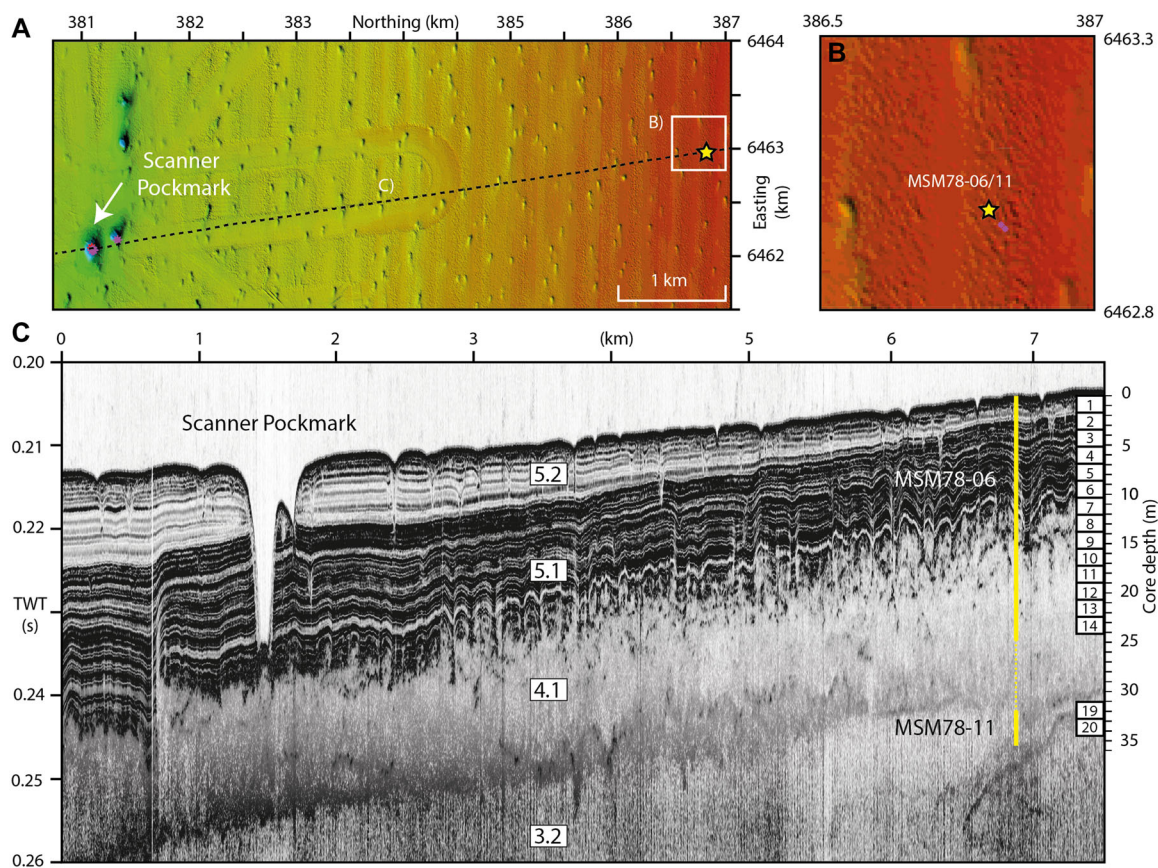 A
Northing (km)
381 382 383 384 385 386 387
Scanner
Pockmark
C)
B)
1 km
6464
6463
6462
Easting
(km)
B
386.5 387
6463.3
6462.8
MSM78-06/11
C
0 1 2 3 (km) 5 6 7
0.20
0.21
0.22
TWT
(s)
0.24
0.25
0.26
Scanner Pockmark
5.2
5.1
4.1
3.2
MSM78-06
MSM78-11
1
2
3
4
5
6
7
8
9
10
11
12
13
14
19
20
0
5
10
15
20
25
30
35
Core depth (m)